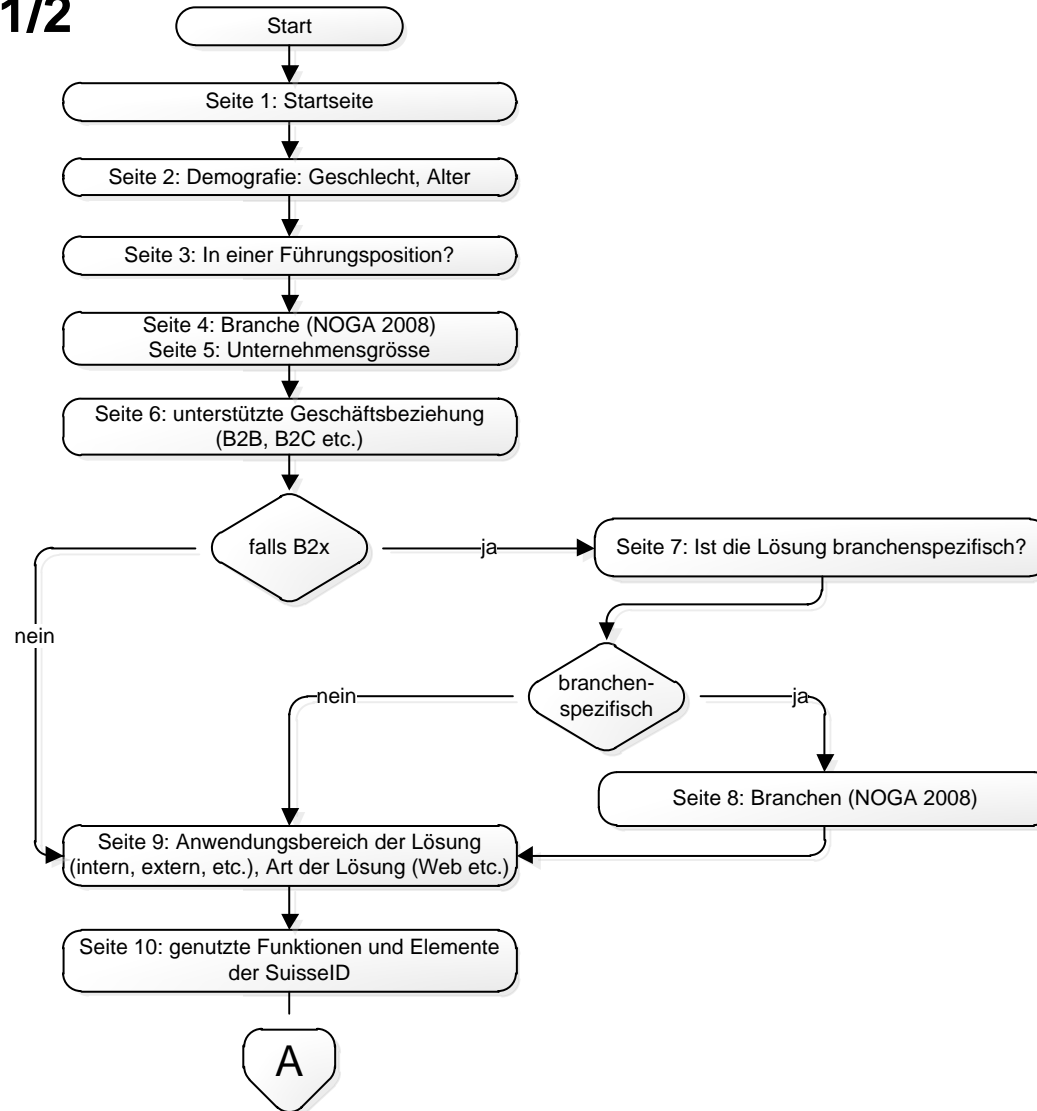 1/2
Start
Seite 1: Startseite
Seite 2: Demografie: Geschlecht, Alter
Seite 3: In einer Führungsposition?
Seite 4: Branche (NOGA 2008)
Seite 5: Unternehmensgrösse
Seite 6: unterstützte Geschäftsbeziehung
(B2B, B2C etc.)
falls B2x
ja
Seite 7: Ist die Lösung branchenspezifisch?
nein
branchen-
spezifisch
nein
ja
Seite 8: Branchen (NOGA 2008)
Seite 9: Anwendungsbereich der Lösung
(intern, extern, etc.), Art der Lösung (Web etc.)
Seite 10: genutzte Funktionen und Elemente
der SuisseID
A